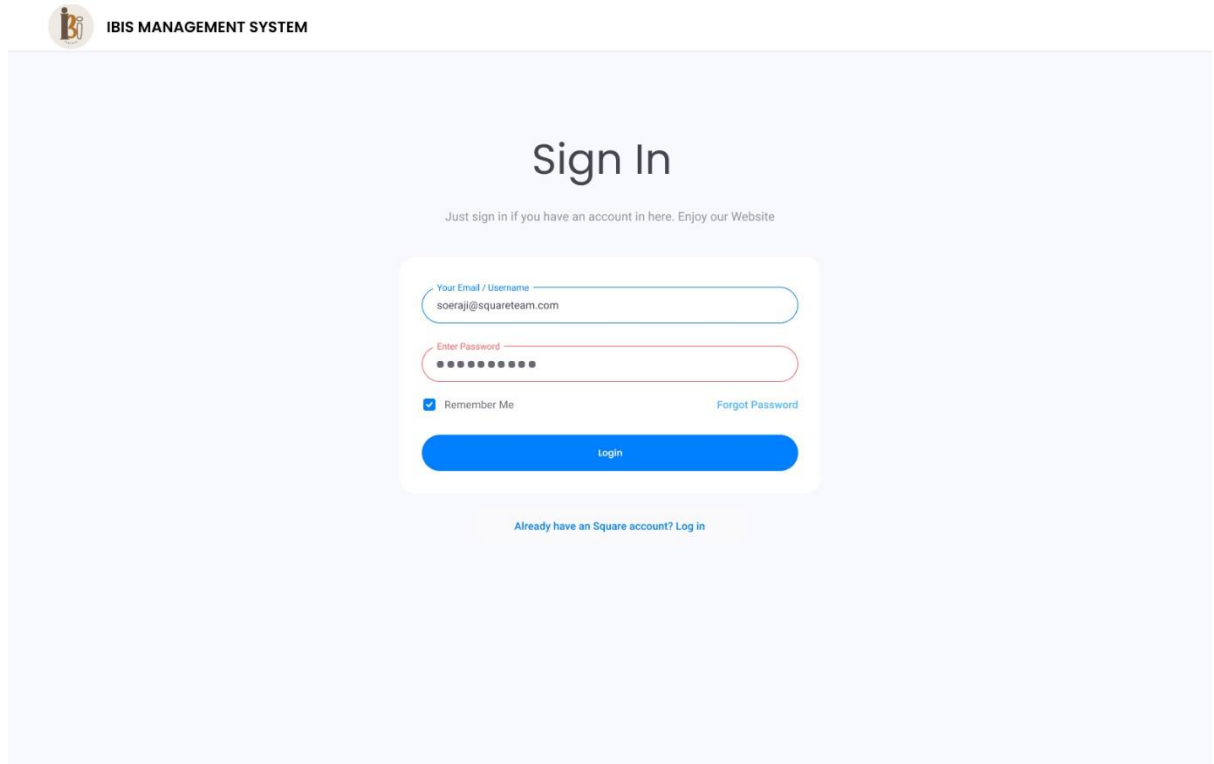 IBIS MANAGEMENT SYSTEM
Sign In
Just sign in if you have an account in here. Enjoy our Website
Your Email / Username
soeraji@squareteam.com
Enter Password
Remember Me
Forgot Password
Login
Already have an Square account? Log in